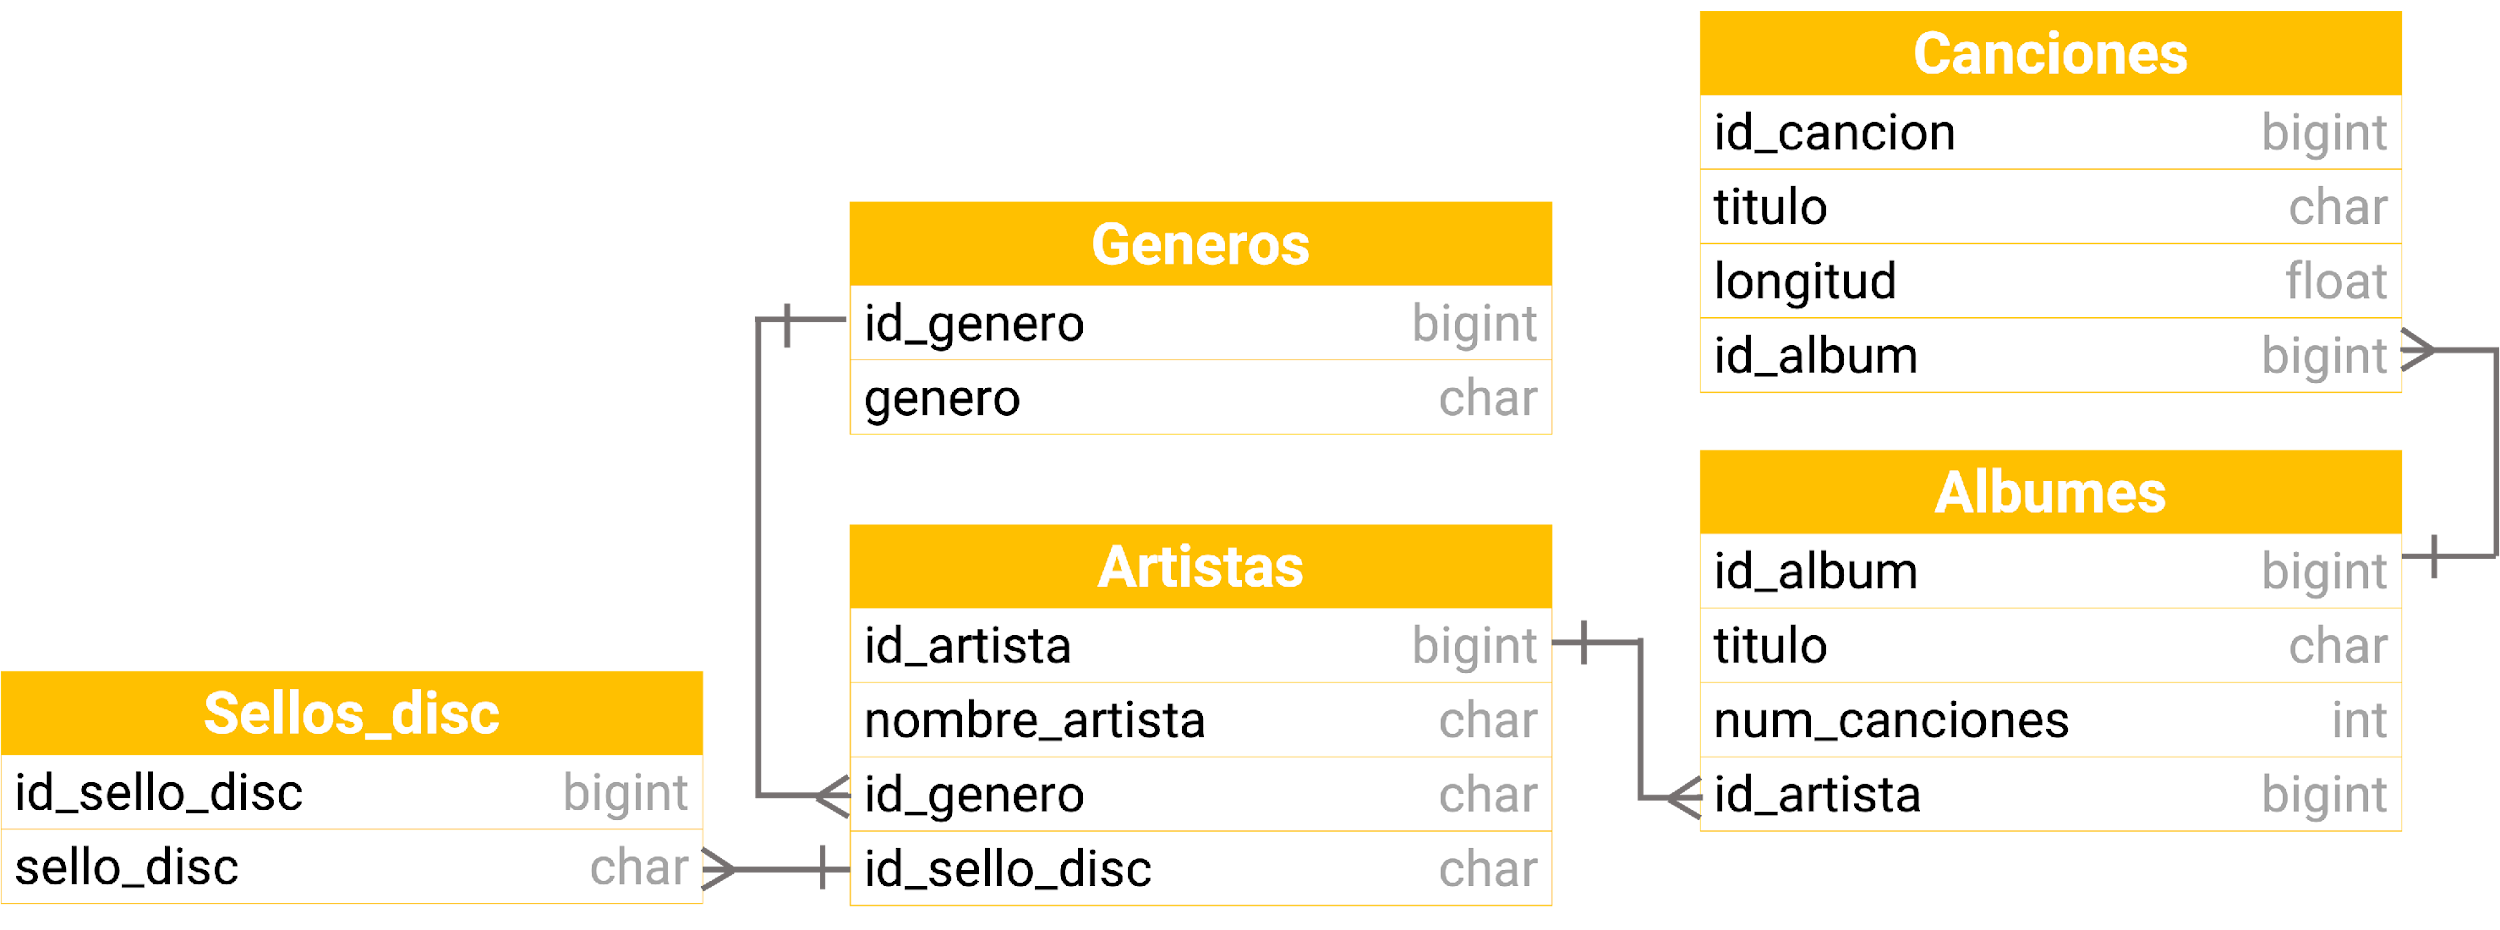 Canciones
id_cancion bigint
titulo char
longitud float
id_album bigint
Generos
id_genero bigint
genero char
Albumes
id_album bigint
titulo char
num_canciones int
id_artista bigint
Artistas
id_artista bigint
nombre_artista char
id_genero char
id_sello_disc char
Sellos_disc
id_sello_disc bigint
sello_disc char